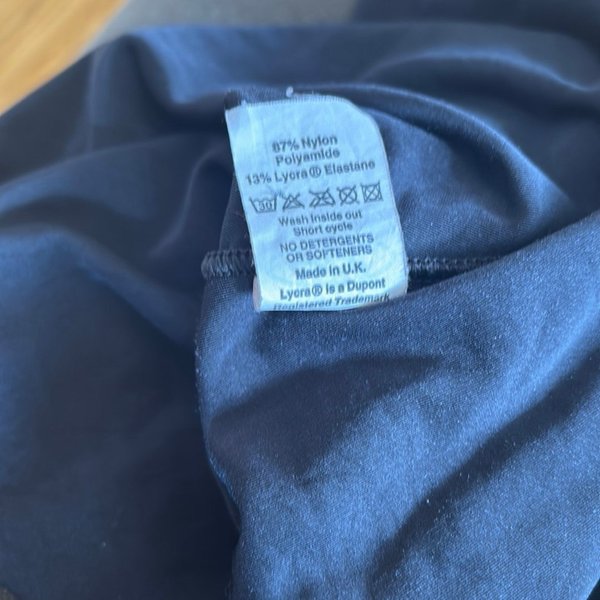 87% Nylon
Polyamide
13% Lycra® Elastane
30
Wash inside out
Short cycle
NO DETERGENTS
OR SOFTENERS
Made in U.K.
Lycra® is a Dupont
Registered Trademark